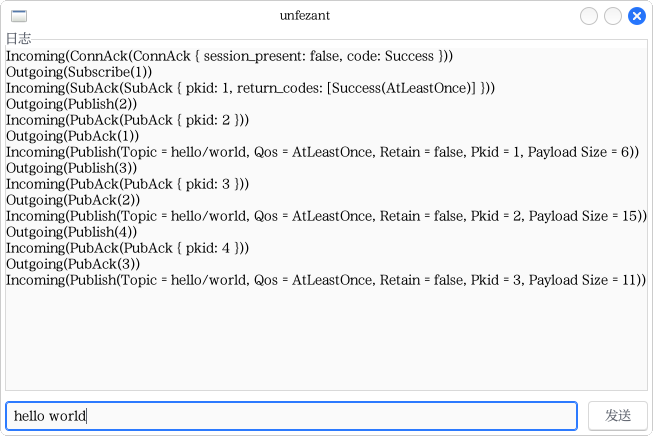 unfezant
日志
Incoming(ConnAck(ConnAck { session_present: false, code: Success }))
Outgoing(Subscribe(1))
Incoming(SubAck(SubAck { pkid: 1, return_codes: [Success(AtLeastOnce)] }))
Outgoing(Publish(2))
Incoming(PubAck(PubAck { pkid: 2 }))
Outgoing(PubAck(1))
Incoming(Publish(Topic = hello/world, Qos = AtLeastOnce, Retain = false, Pkid = 1, Payload Size = 6))
Outgoing(Publish(3))
Incoming(PubAck(PubAck { pkid: 3 }))
Outgoing(PubAck(2))
Incoming(Publish(Topic = hello/world, Qos = AtLeastOnce, Retain = false, Pkid = 2, Payload Size = 15))
Outgoing(Publish(4))
Incoming(PubAck(PubAck { pkid: 4 }))
Outgoing(PubAck(3))
Incoming(Publish(Topic = hello/world, Qos = AtLeastOnce, Retain = false, Pkid = 3, Payload Size = 11))
hello world
发送